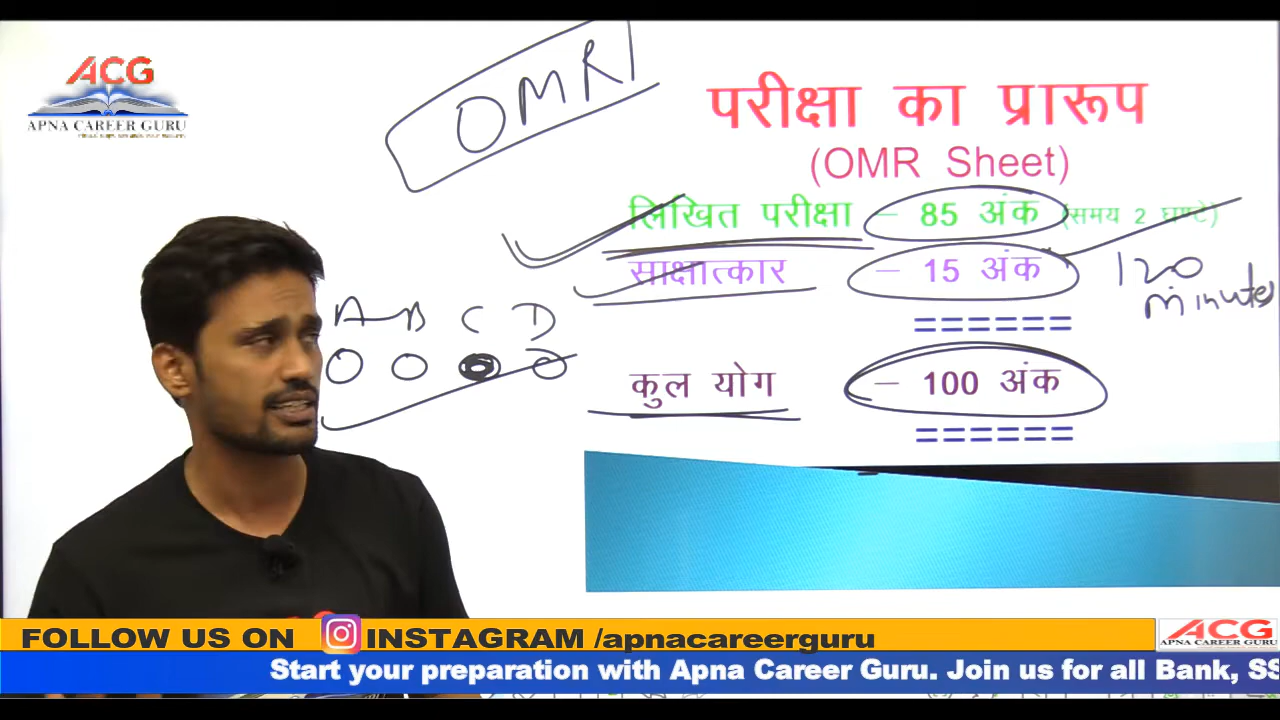 ACG
APNA CAREER GURU
OMR
परीक्षा का प्रारूप
(OMR Sheet)
लिखित परीक्षा – 85 अंक (समय 2 घण्टे)
साक्षात्कार – 15 अंक
120
minutes
======
A B C D
कुल योग – 100 अंक
======
FOLLOW US ON INSTAGRAM /apnacareerguru
ACG
APNA CAREER GURU
Start your preparation with Apna Career Guru. Join us for all Bank, SS